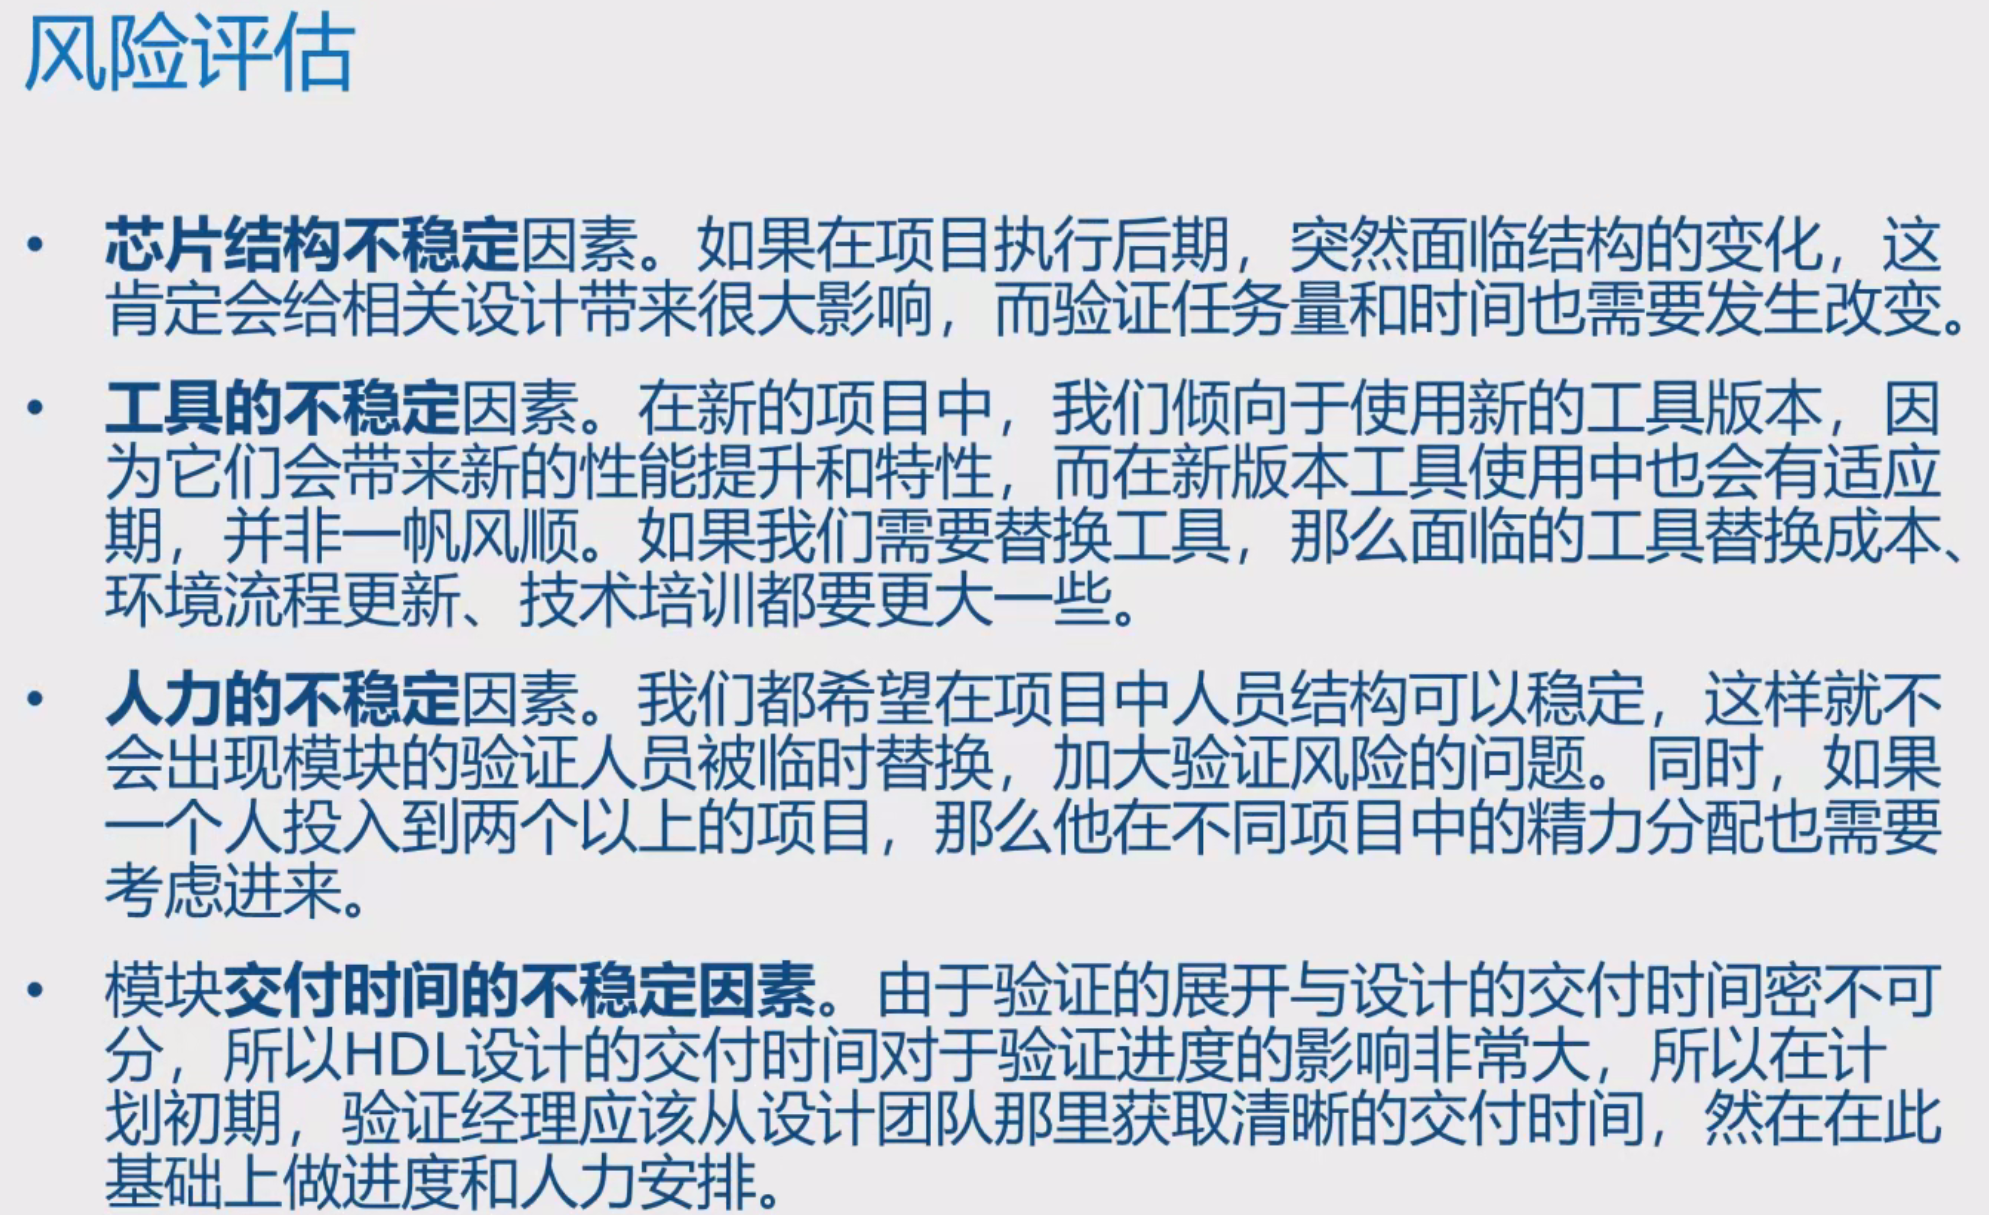 风险评估
• 芯片结构不稳定因素。如果在项目执行后期，突然面临结构的变化，这
肯定会给相关设计带来很大影响，而验证任务量和时间也需要发生改变。
• 工具的不稳定因素。在新的项目中，我们倾向于使用新的工具版本，因
为它们会带来新的性能提升和特性，而在新版本工具使用中也会有适应
期，并非一帆风顺。如果我们需要替换工具，那么面临的工具替换成本、
环境流程更新、技术培训都要更大一些。
• 人力的不稳定因素。我们都希望在项目中人员结构可以稳定，这样就不
会出现模块的验证人员被临时替换，加大验证风险的问题。同时，如果
一个人投入到两个以上的项目，那么他在不同项目中的精力分配也需要
考虑进来。
• 模块交付时间的不稳定因素。由于验证的展开与设计的交付时间密不可
分，所以HDL设计的交付时间对于验证进度的影响非常大，所以在计
划初期，验证经理应该从设计团队那里获取清晰的交付时间，然在在此
基础上做进度和人力安排。